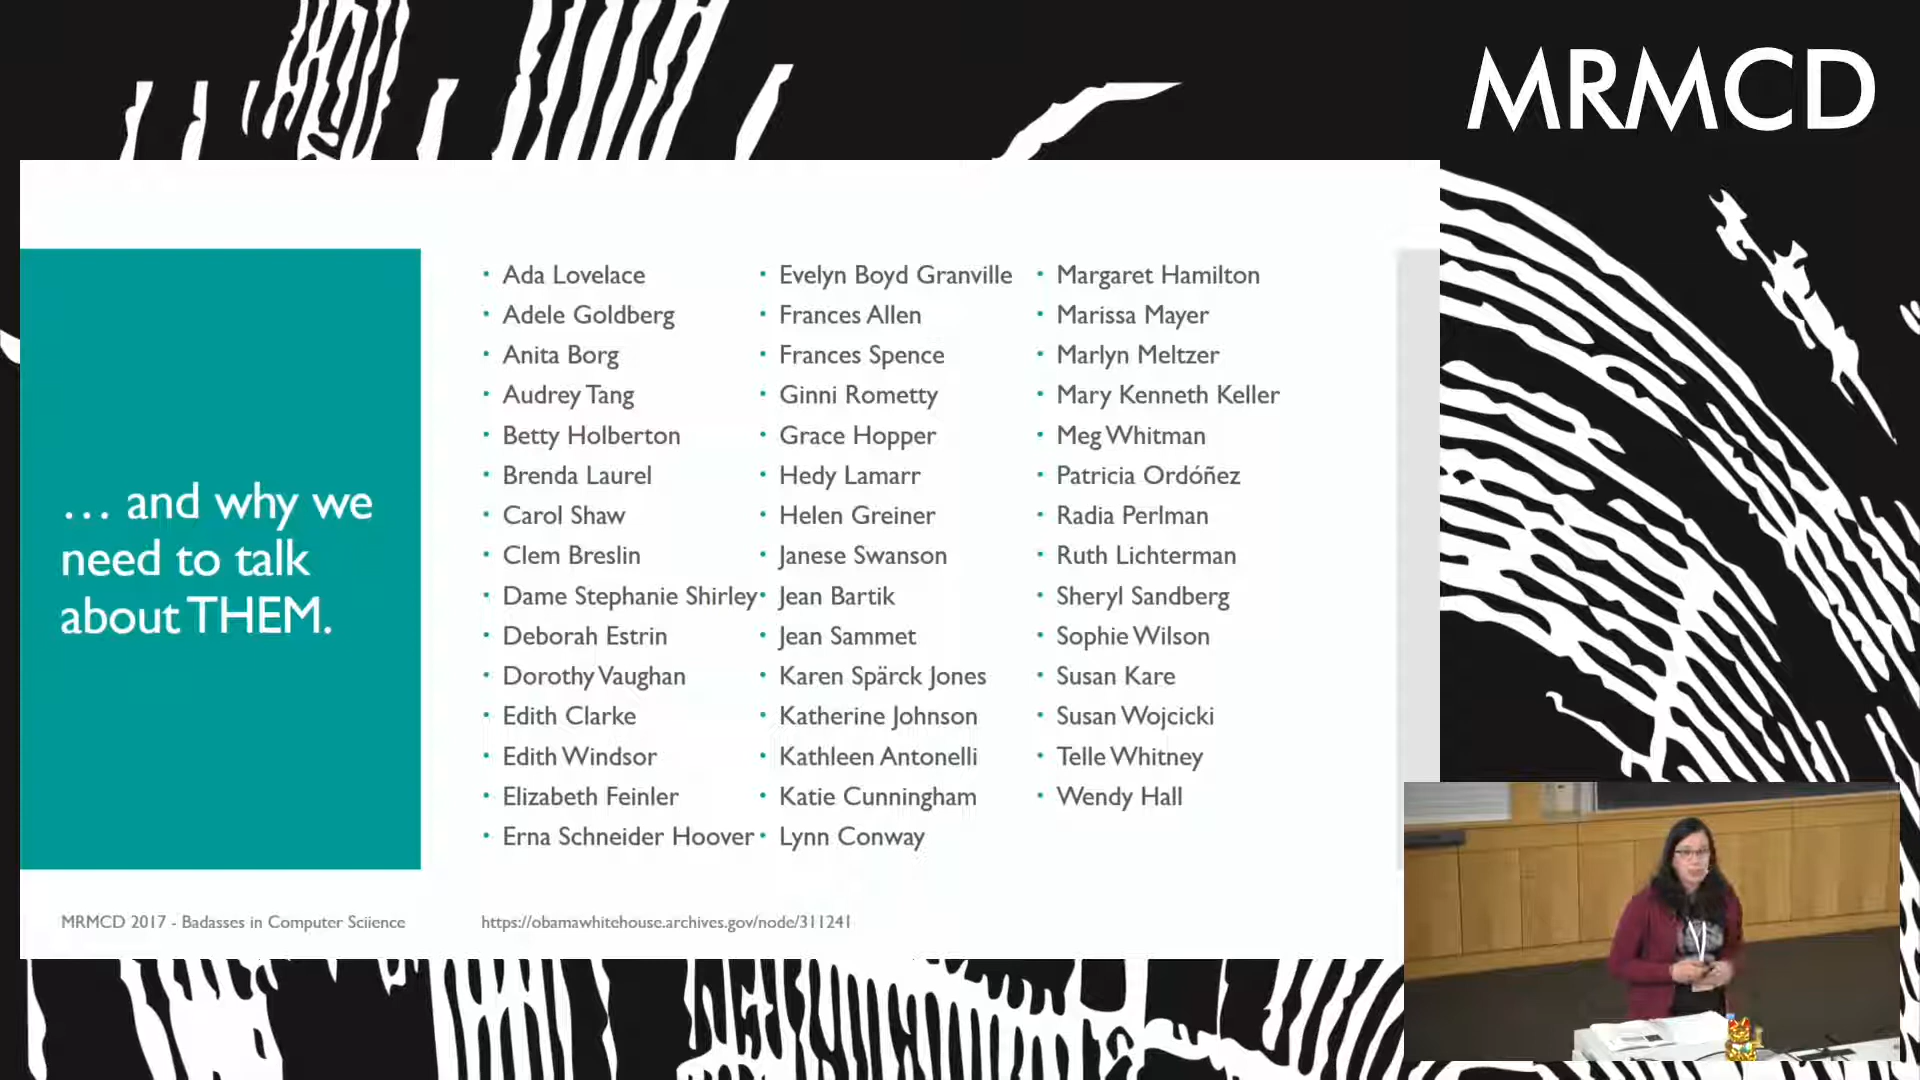 MRMCD
… and why we
need to talk
about THEM.
• Ada Lovelace
• Adele Goldberg
• Anita Borg
• Audrey Tang
• Betty Holberton
• Brenda Laurel
• Carol Shaw
• Clem Breslin
• Dame Stephanie Shirley
• Deborah Estrin
• Dorothy Vaughan
• Edith Clarke
• Edith Windsor
• Elizabeth Feinler
• Erna Schneider Hoover
• Evelyn Boyd Granville
• Frances Allen
• Frances Spence
• Ginni Rometty
• Grace Hopper
• Hedy Lamarr
• Helen Greiner
• Janese Swanson
• Jean Bartik
• Jean Sammet
• Karen Spärck Jones
• Katherine Johnson
• Kathleen Antonelli
• Katie Cunningham
• Lynn Conway
• Margaret Hamilton
• Marissa Mayer
• Marlyn Meltzer
• Mary Kenneth Keller
• Meg Whitman
• Patricia Ordóñez
• Radia Perlman
• Ruth Lichterman
• Sheryl Sandberg
• Sophie Wilson
• Susan Kare
• Susan Wojcicki
• Telle Whitney
• Wendy Hall
MRMCD 2017 - Badasses in Computer Sciience
https://obamawhitehouse.archives.gov/node/311241